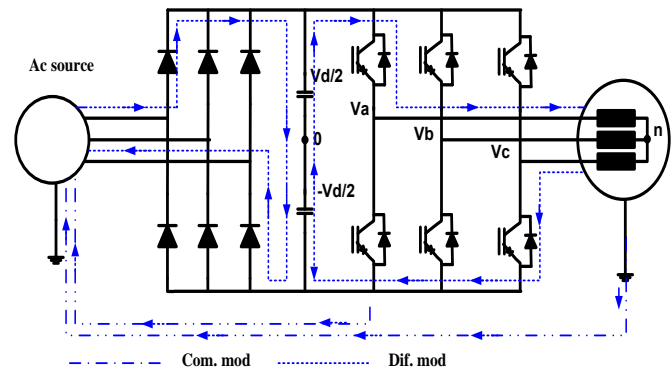 Ac source
Vd/2
Va
0
Vb
n
Vc
-Vd/2
Com. mod
Dif. mod